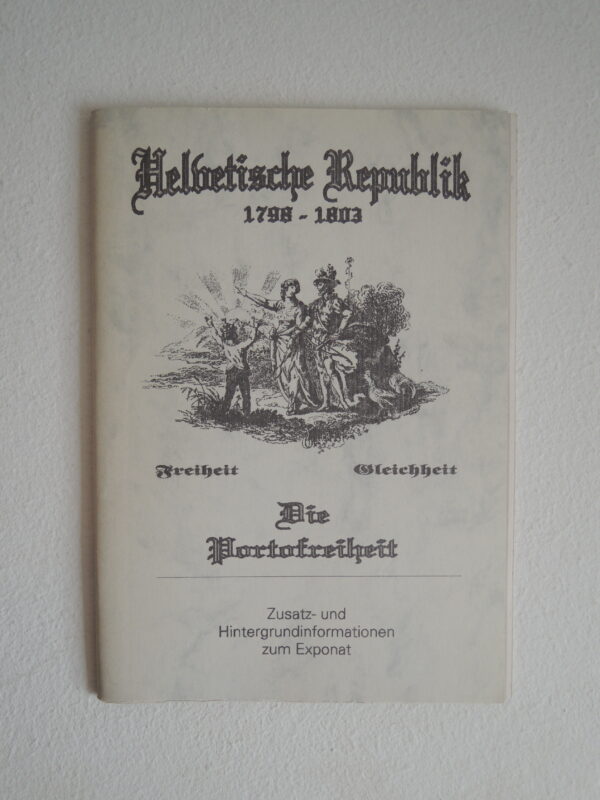 Helvetische Republik
1798 - 1803
Freiheit Gleichheit
Die
Portofreiheit
Zusatz- und
Hintergrundinformationen
zum Exponat